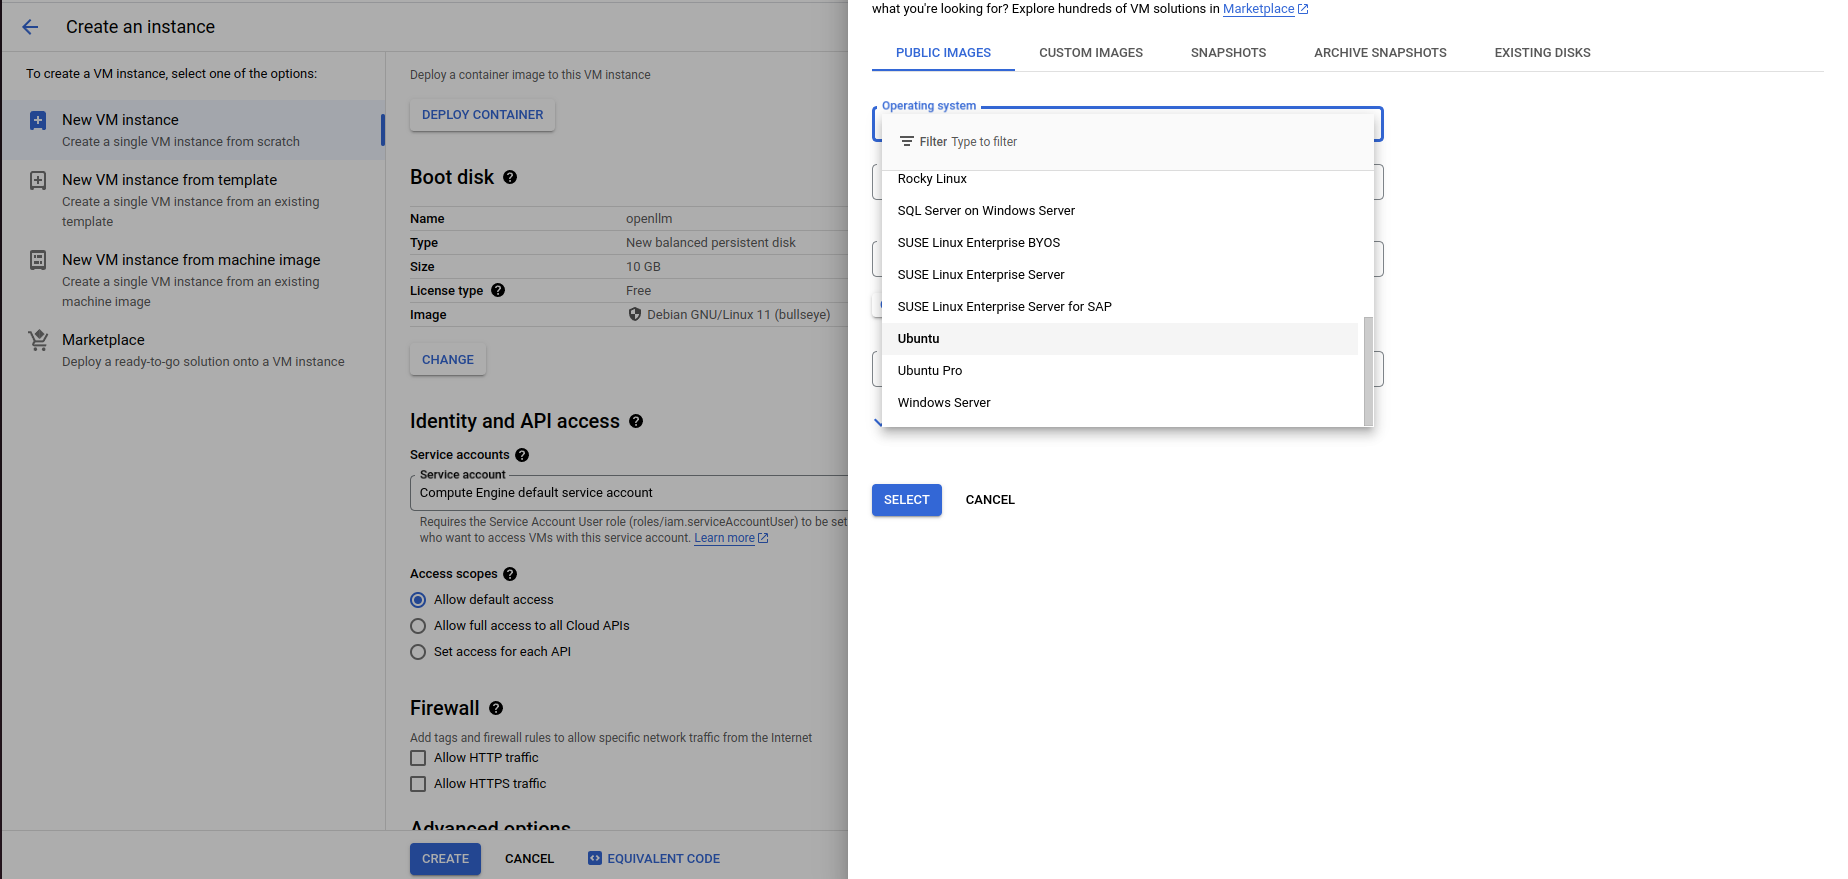 Create an instance
To create a VM instance, select one of the options:
New VM instance
Create a single VM instance from scratch
New VM instance from template
Create a single VM instance from an existing
template
New VM instance from machine image
Create a single VM instance from an existing
machine image
Marketplace
Deploy a ready-to-go solution onto a VM instance
Deploy a container image to this VM instance
DEPLOY CONTAINER
Boot disk
Name openllm
Type New balanced persistent disk
Size 10 GB
License type Free
Image Debian GNU/Linux 11 (bullseye)
CHANGE
Identity and API access
Service accounts
Service account
Compute Engine default service account
Requires the Service Account User role (roles/iam.serviceAccountUser) to be set
who want to access VMs with this service account. Learn more
Access scopes
Allow default access
Allow full access to all Cloud APIs
Set access for each API
Firewall
Add tags and firewall rules to allow specific network traffic from the Internet
Allow HTTP traffic
Allow HTTPS traffic
Advanced options
CREATE CANCEL EQUIVALENT CODE
what you're looking for? Explore hundreds of VM solutions in Marketplace
PUBLIC IMAGES CUSTOM IMAGES SNAPSHOTS ARCHIVE SNAPSHOTS EXISTING DISKS
Operating system
Filter Type to filter
Rocky Linux
SQL Server on Windows Server
SUSE Linux Enterprise BYOS
SUSE Linux Enterprise Server
SUSE Linux Enterprise Server for SAP
Ubuntu
Ubuntu Pro
Windows Server
SELECT CANCEL